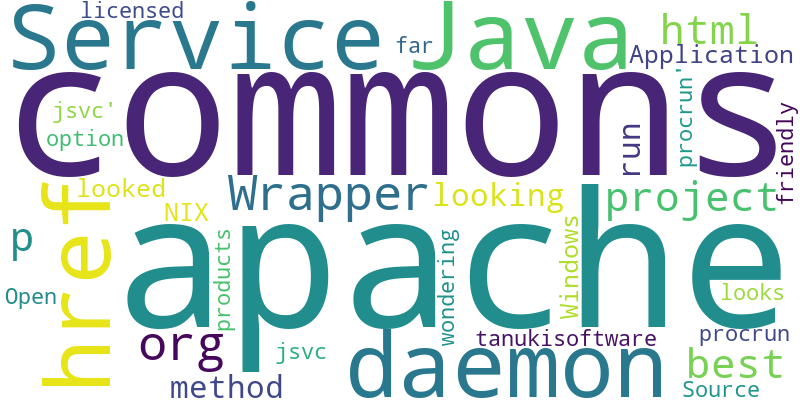 licensed
Service
far
Java
html
Application
commons
jsvc'
option
run
procrun'
friendly
href
looked
NIX
Wrapper
looking
project
p
apache
products
wondering
Windows
Open
looks
org
jsvc
tanukisoftware
procrun
method
daemon
best
Source